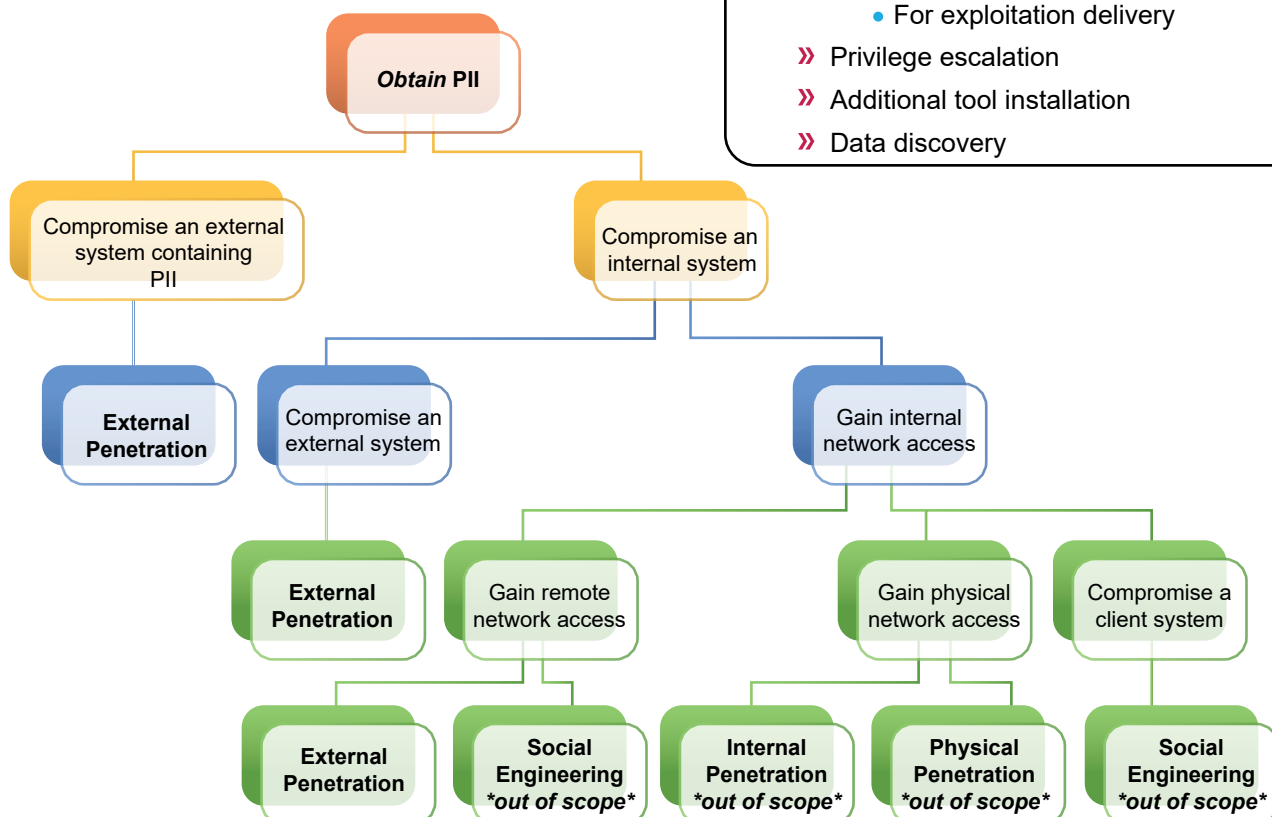 For exploitation delivery
Privilege escalation
Additional tool installation
Data discovery
Obtain PII
Compromise an external
system containing
PII
Compromise an
internal system
External
Penetration
Compromise an
external system
Gain internal
network access
External
Penetration
Gain remote
network access
Gain physical
network access
Compromise a
client system
External
Penetration
Social
Engineering
*out of scope*
Internal
Penetration
*out of scope*
Physical
Penetration
*out of scope*
Social
Engineering
*out of scope*